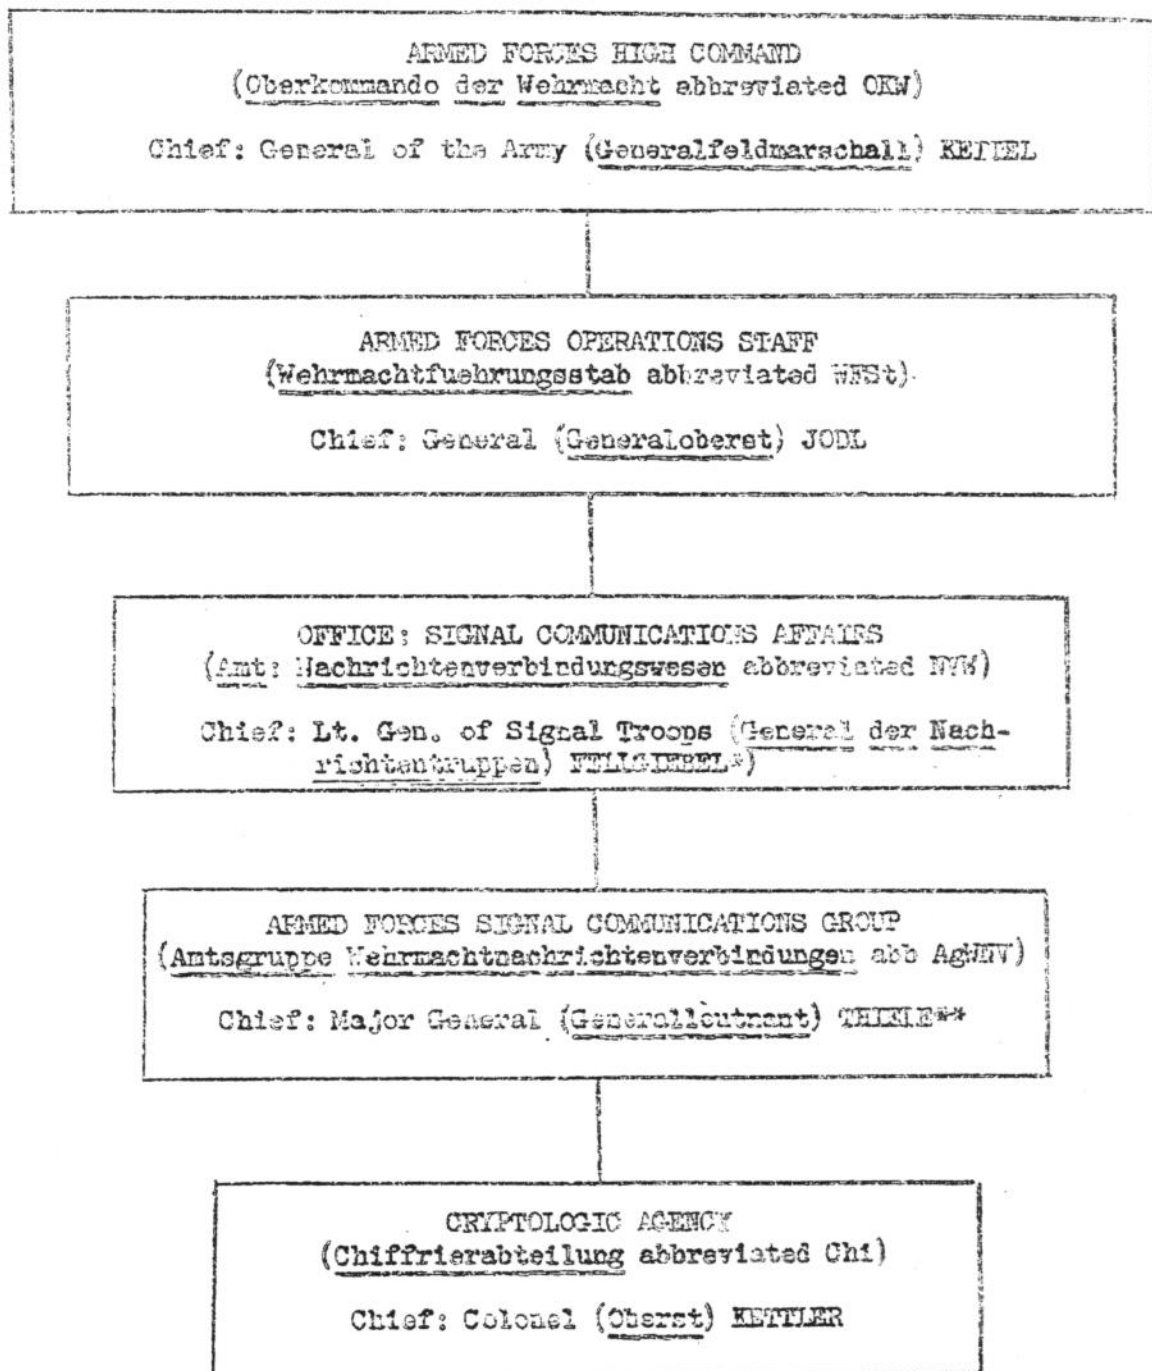 ARMED FORCES HIGH COMMAND
(Oberkommando der Wehrmacht abbreviated OKW)
Chief: General of the Army (Generalfeldmarschall) KEITEL
ARMED FORCES OPERATIONS STAFF
(Wehrmachtfuehrungsstab abbreviated WFSt)
Chief: General (Generaloberst) JODL
OFFICE: SIGNAL COMMUNICATIONS AFFAIRS
(Amt: Nachrichtenverbindungswesen abbreviated NVW)
Chief: Lt. Gen. of Signal Troops (General der Nach-
richtentruppen) FELLGIEBEL*)
ARMED FORCES SIGNAL COMMUNICATIONS GROUP
(Amtsgruppe Wehrmachtnachrichtenverbindungen abb AgWNV)
Chief: Major General (Generalleutnant) THIELE**
CRYPTOLOGIC AGENCY
(Chiffrierabteilung abbreviated Chi)
Chief: Colonel (Oberst) KETTLER